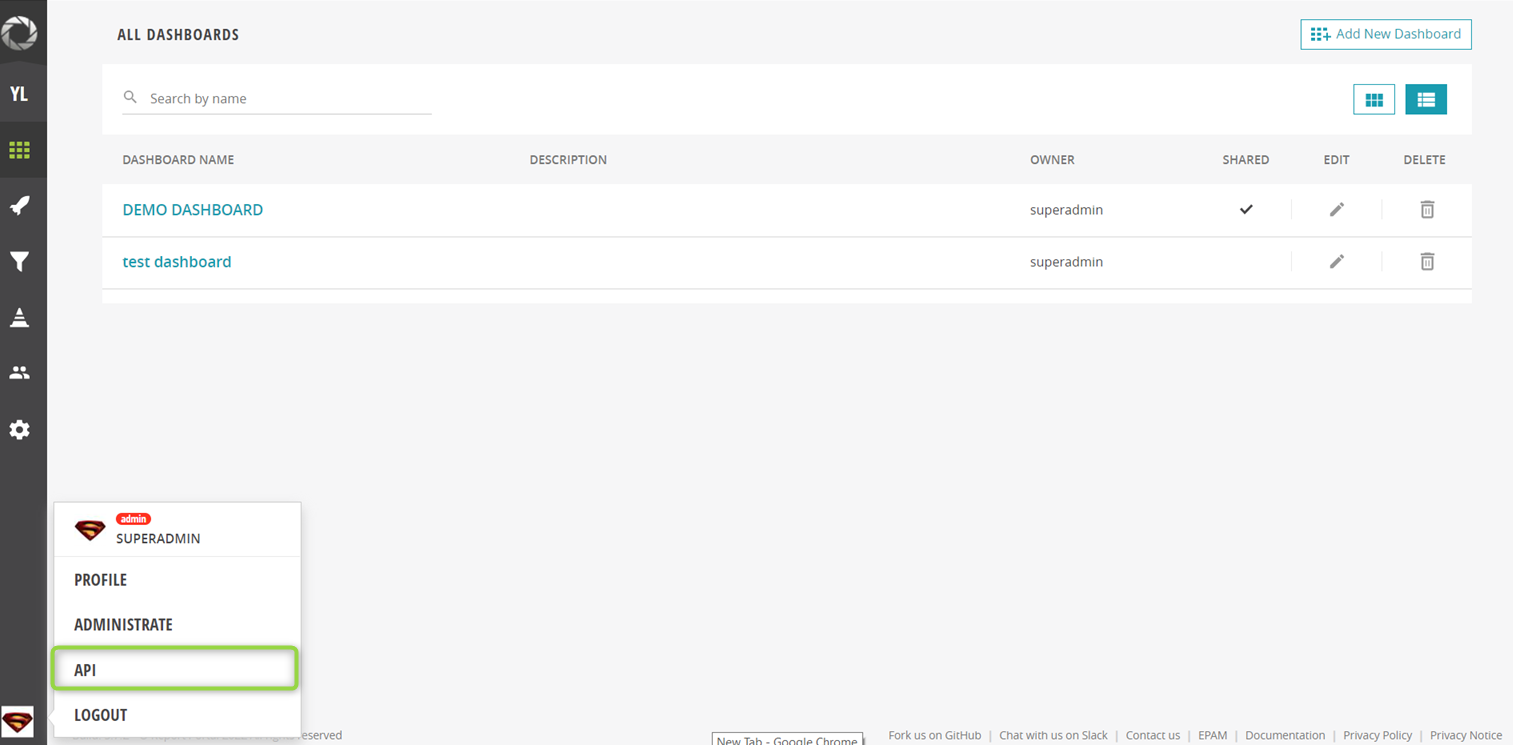 ALL DASHBOARDS
Add New Dashboard
YL
Search by name
DASHBOARD NAME DESCRIPTION OWNER SHARED EDIT DELETE
DEMO DASHBOARD superadmin
test dashboard superadmin
admin
SUPERADMIN
PROFILE
ADMINISTRATE
API
LOGOUT
reserved
New Tab - Google Chrome
Fork us on GitHub | Chat with us on Slack | Contact us | EPAM | Documentation | Privacy Policy | Privacy Notice